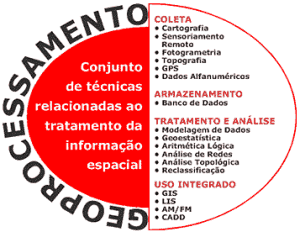 GEOPROCESSAMENTO
Conjunto
de técnicas
relacionadas ao
tratamento da
informação
espacial
COLETA
• Cartografia
• Sensoriamento
Remoto
• Fotogrametria
• Topografia
• GPS
• Dados Alfanuméricos
ARMAZENAMENTO
• Banco de Dados
TRATAMENTO E ANÁLISE
• Modelagem de Dados
• Geoestatística
• Aritmética Lógica
• Análise de Redes
• Análise Topológica
• Reclassificação
USO INTEGRADO
• GIS
• LIS
• AM/FM
• CADD